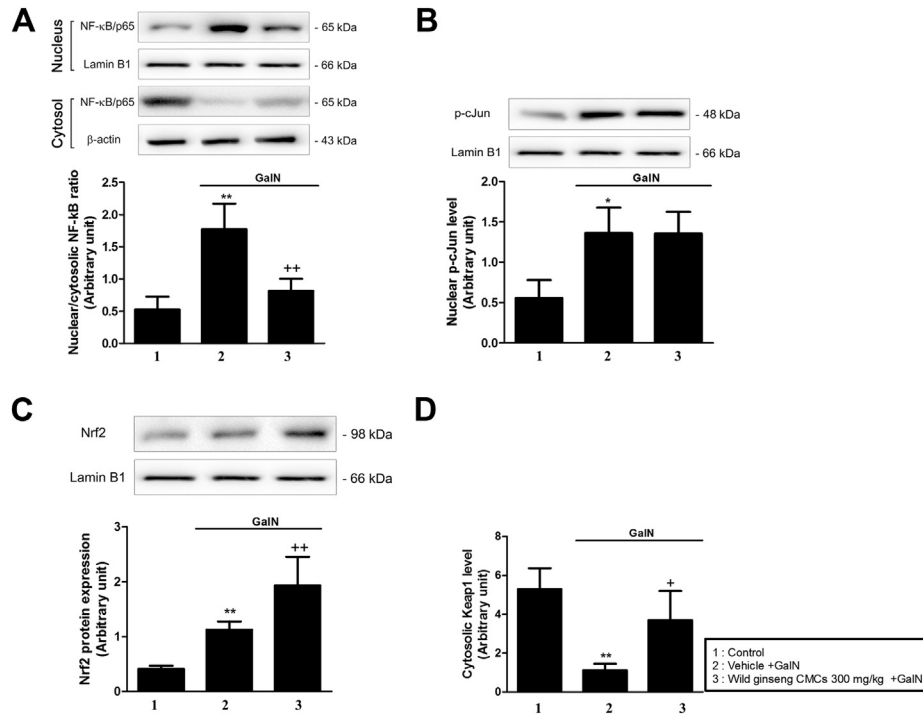 A
Nucleus
NF-κB/p65
- 65 kDa
Lamin B1
- 66 kDa
Cytosol
NF-κB/p65
- 65 kDa
β-actin
- 43 kDa
GalN
Nuclear/cytosolic NF-kB ratio
(Arbitrary unit)
2.5
2.0
1.5
1.0
0.5
0.0
**
++
1 2 3
B
p-cJun
- 48 kDa
Lamin B1
- 66 kDa
GalN
Nuclear p-cJun level
(Arbitrary unit)
2.0
1.5
1.0
0.5
0.0
*
1 2 3
C
Nrf2
- 98 kDa
Lamin B1
- 66 kDa
GalN
Nrf2 protein expression
(Arbitrary unit)
3
2
1
0
**
++
1 2 3
D
GalN
Cytosolic Keap1 level
(Arbitrary unit)
8
6
4
2
0
**
+
1 2 3
1 : Control
2 : Vehicle +GalN
3 : Wild ginseng CMCs 300 mg/kg +GalN